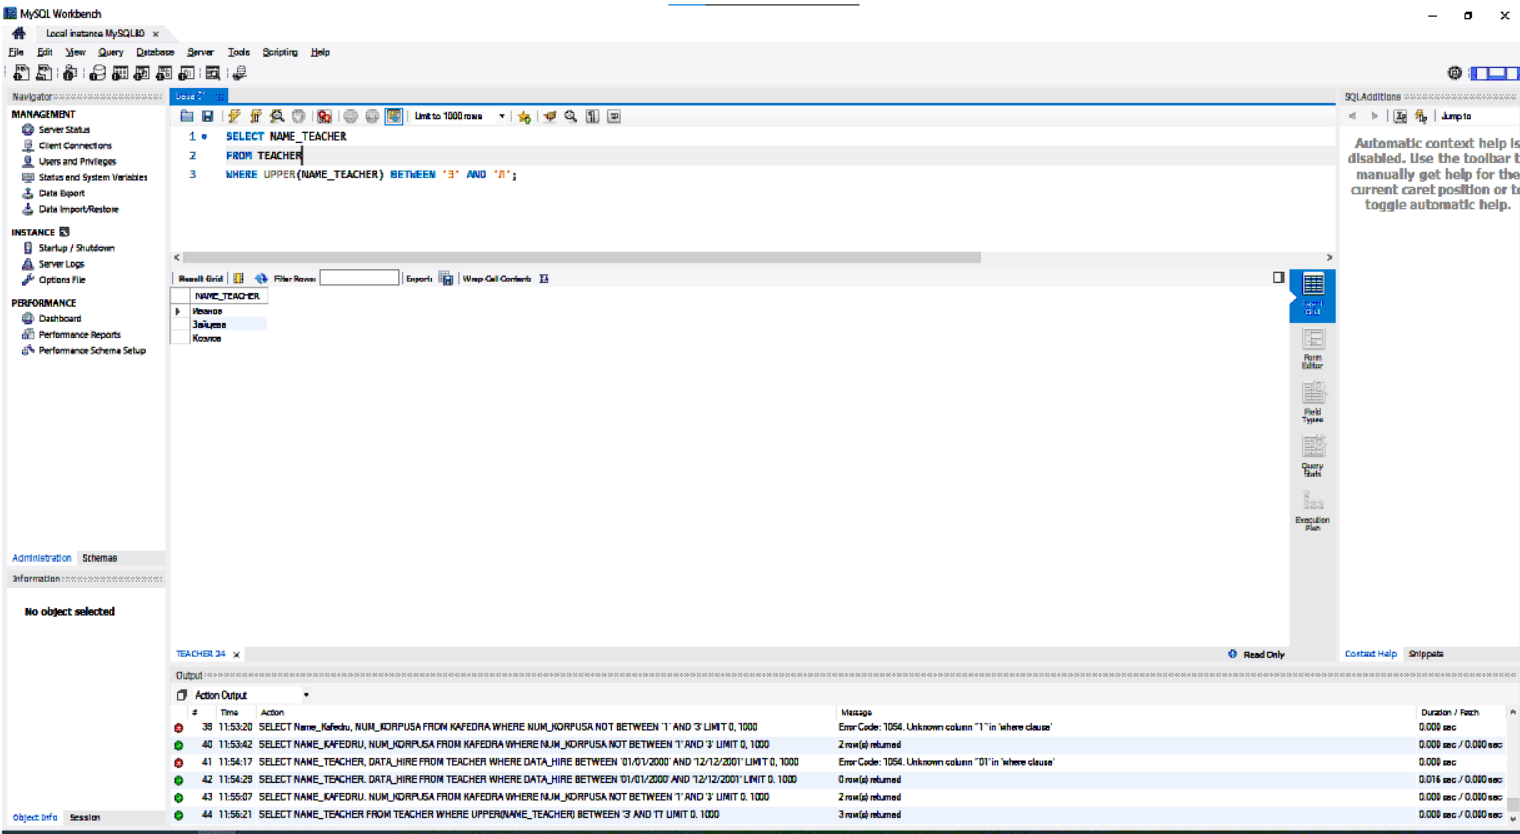 MySQL Workbench
Local instance MySQL80 ×
File Edit View Query Database Server Tools Scripting Help
Navigator
MANAGEMENT
Server Status
Client Connections
Users and Privileges
Status and System Variables
Data Export
Data Import/Restore
INSTANCE
Startup / Shutdown
Server Logs
Options File
PERFORMANCE
Dashboard
Performance Reports
Performance Schema Setup
Administration Schemas
Information
No object selected
Object Info Session
Limit to 1000 rows
1 SELECT NAME_TEACHER
2 FROM TEACHER
3 WHERE UPPER(NAME_TEACHER) BETWEEN 'З' AND 'Л';
Result Grid Filter Rows: Export: Wrap Cell Content:
NAME_TEACHER
Иванов
Зайцева
Козлов
Result Grid
Form Editor
Field Types
Query Stats
Execution Plan
TEACHER 24 × Read Only
SQLAdditions
Jump to
Automatic context help is
disabled. Use the toolbar t
manually get help for the
current caret position or to
toggle automatic help.
Context Help Snippets
Output
Action Output
# Time Action Message Duration / Fetch
39 11:53:20 SELECT Name_Kafedru, NUM_KORPUSA FROM KAFEDRA WHERE NUM_KORPUSA NOT BETWEEN `1` AND `3` LIMIT 0, 1000 Error Code: 1054. Unknown column '`1`' in 'where clause' 0.000 sec
40 11:53:42 SELECT NAME_KAFEDRU, NUM_KORPUSA FROM KAFEDRA WHERE NUM_KORPUSA NOT BETWEEN '1' AND '3' LIMIT 0, 1000 2 row(s) returned 0.000 sec / 0.000 sec
41 11:54:17 SELECT NAME_TEACHER, DATA_HIRE FROM TEACHER WHERE DATA_HIRE BETWEEN '01/01/2000' AND '12/12/2001' LIMIT 0, 1000 Error Code: 1054. Unknown column ''01' in 'where clause' 0.000 sec
42 11:54:29 SELECT NAME_TEACHER, DATA_HIRE FROM TEACHER WHERE DATA_HIRE BETWEEN '01/01/2000' AND '12/12/2001' LIMIT 0, 1000 0 row(s) returned 0.016 sec / 0.000 sec
43 11:55:07 SELECT NAME_KAFEDRU, NUM_KORPUSA FROM KAFEDRA WHERE NUM_KORPUSA NOT BETWEEN '1' AND '3' LIMIT 0, 1000 2 row(s) returned 0.000 sec / 0.000 sec
44 11:56:21 SELECT NAME_TEACHER FROM TEACHER WHERE UPPER(NAME_TEACHER) BETWEEN 'З' AND 'Л' LIMIT 0, 1000 3 row(s) returned 0.000 sec / 0.000 sec